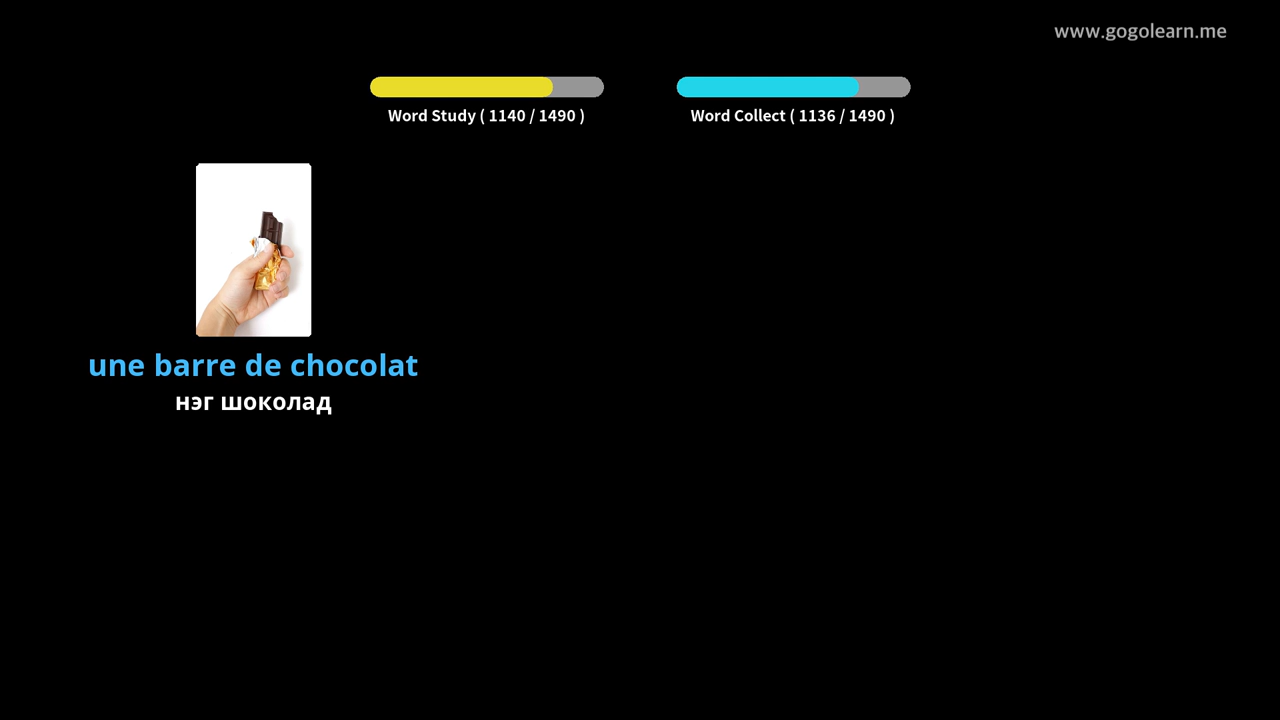 www.gogolearn.me
Word Study ( 1140 / 1490 )
Word Collect ( 1136 / 1490 )
une barre de chocolat
нэг шоколад